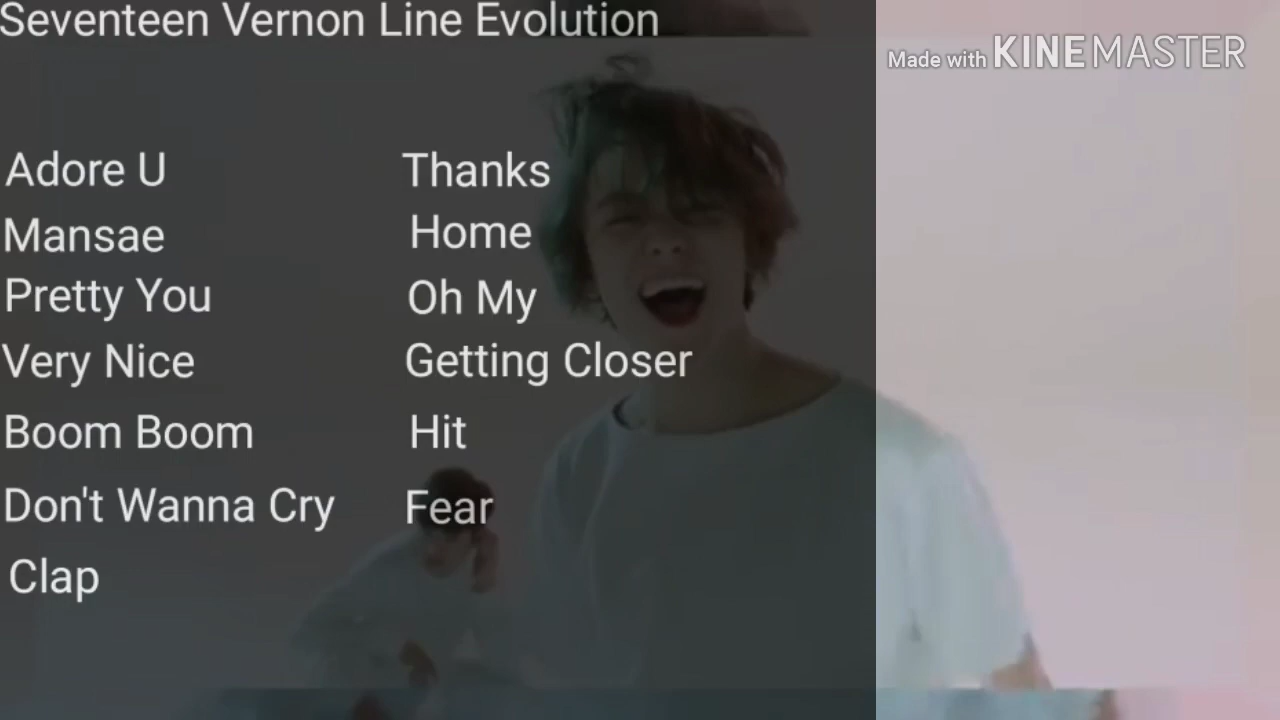 Seventeen Vernon Line Evolution
Made with KINEMASTER
Adore U
Mansae
Pretty You
Very Nice
Boom Boom
Don't Wanna Cry
Clap
Thanks
Home
Oh My
Getting Closer
Hit
Fear